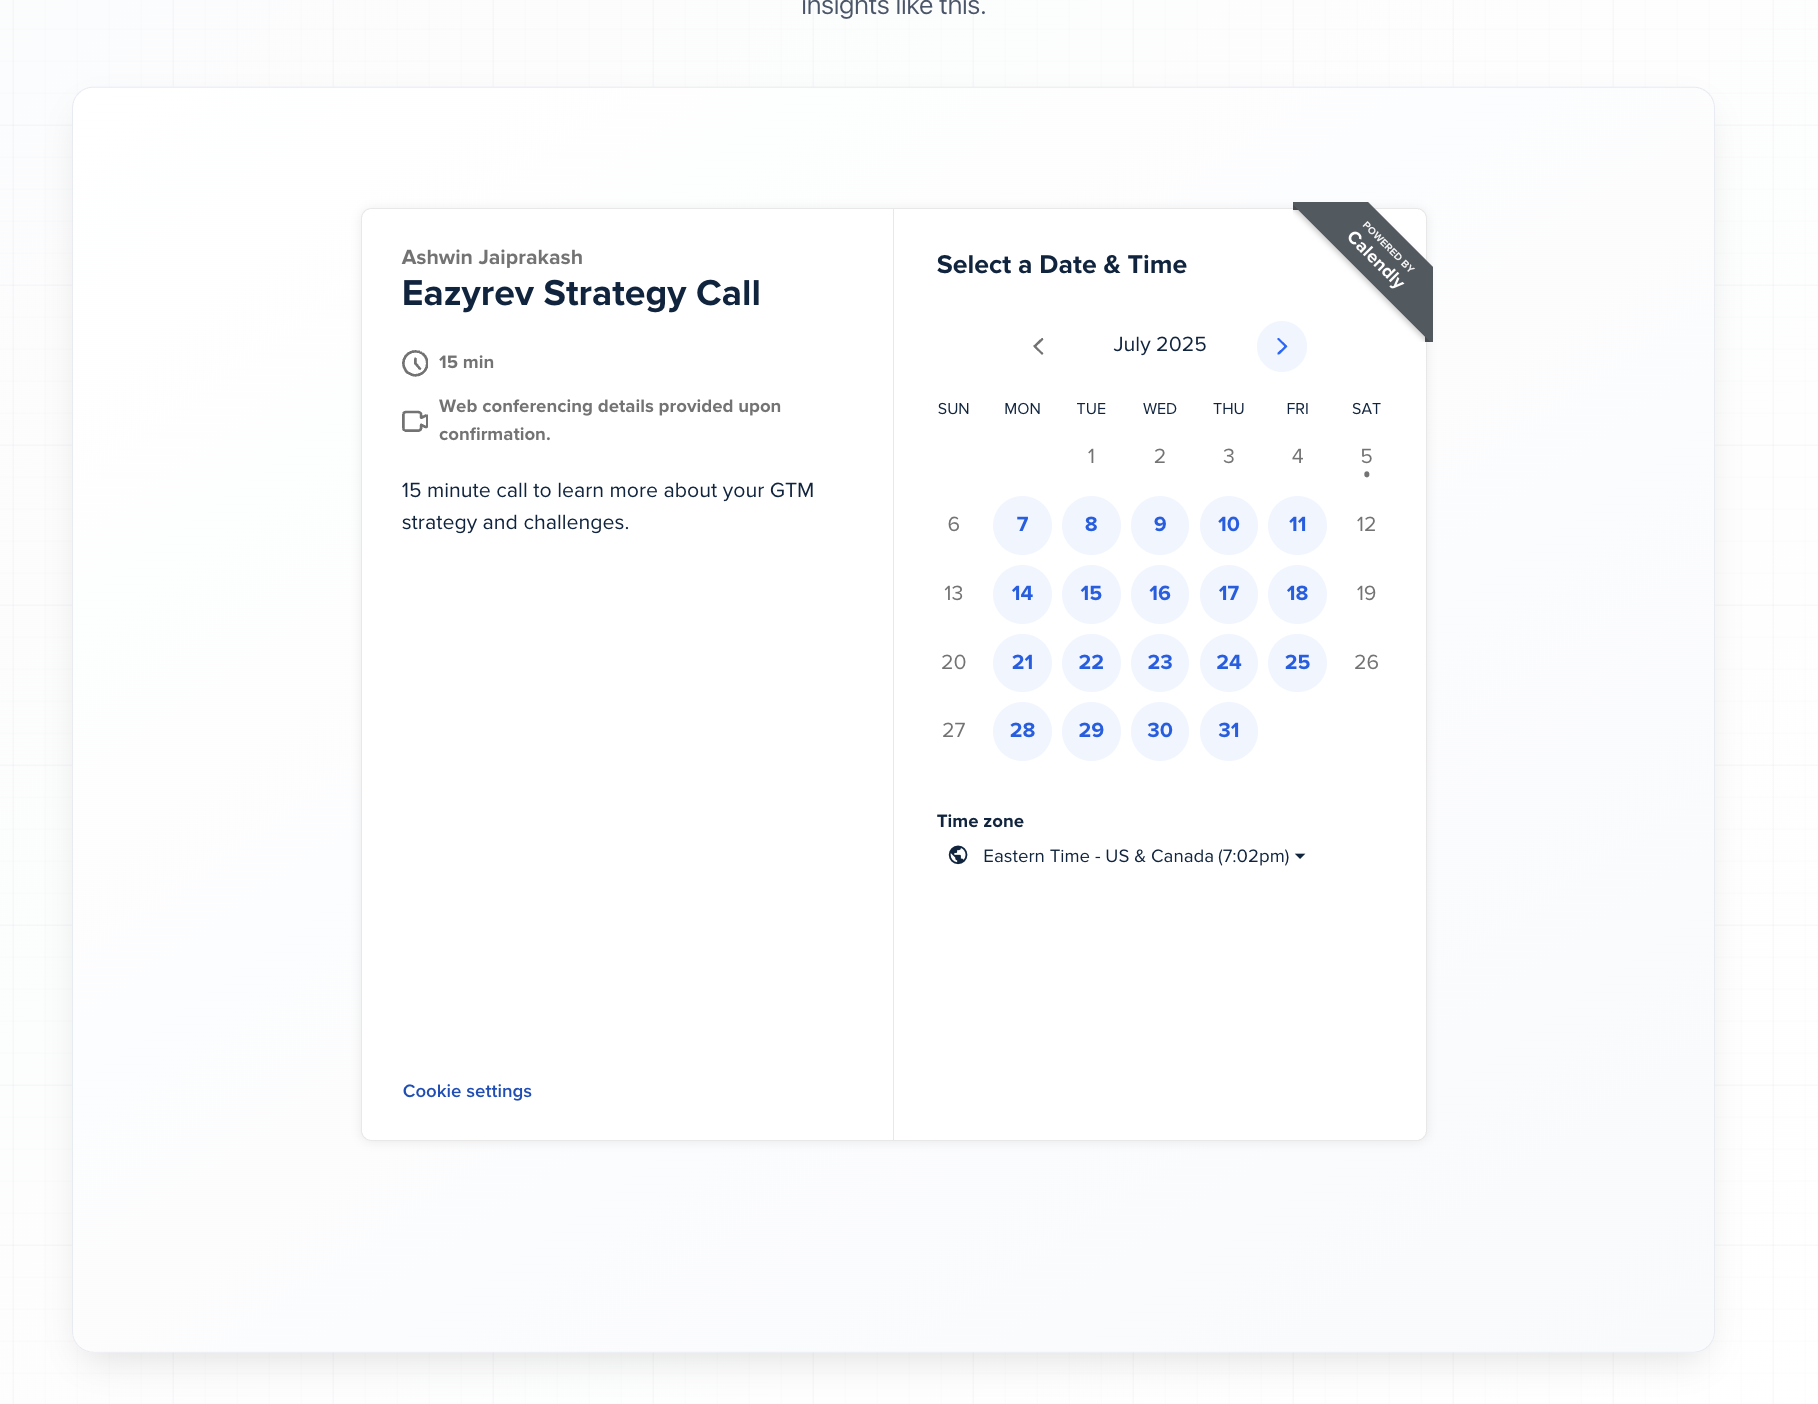 insights like this.
Ashwin Jaiprakash
Eazyrev Strategy Call
15 min
Web conferencing details provided upon
confirmation.
15 minute call to learn more about your GTM
strategy and challenges.
Cookie settings
POWERED BY
Calendly
Select a Date & Time
July 2025
SUN MON TUE WED THU FRI SAT
1 2 3 4 5
6 7 8 9 10 11 12
13 14 15 16 17 18 19
20 21 22 23 24 25 26
27 28 29 30 31
Time zone
Eastern Time - US & Canada (7:02pm)